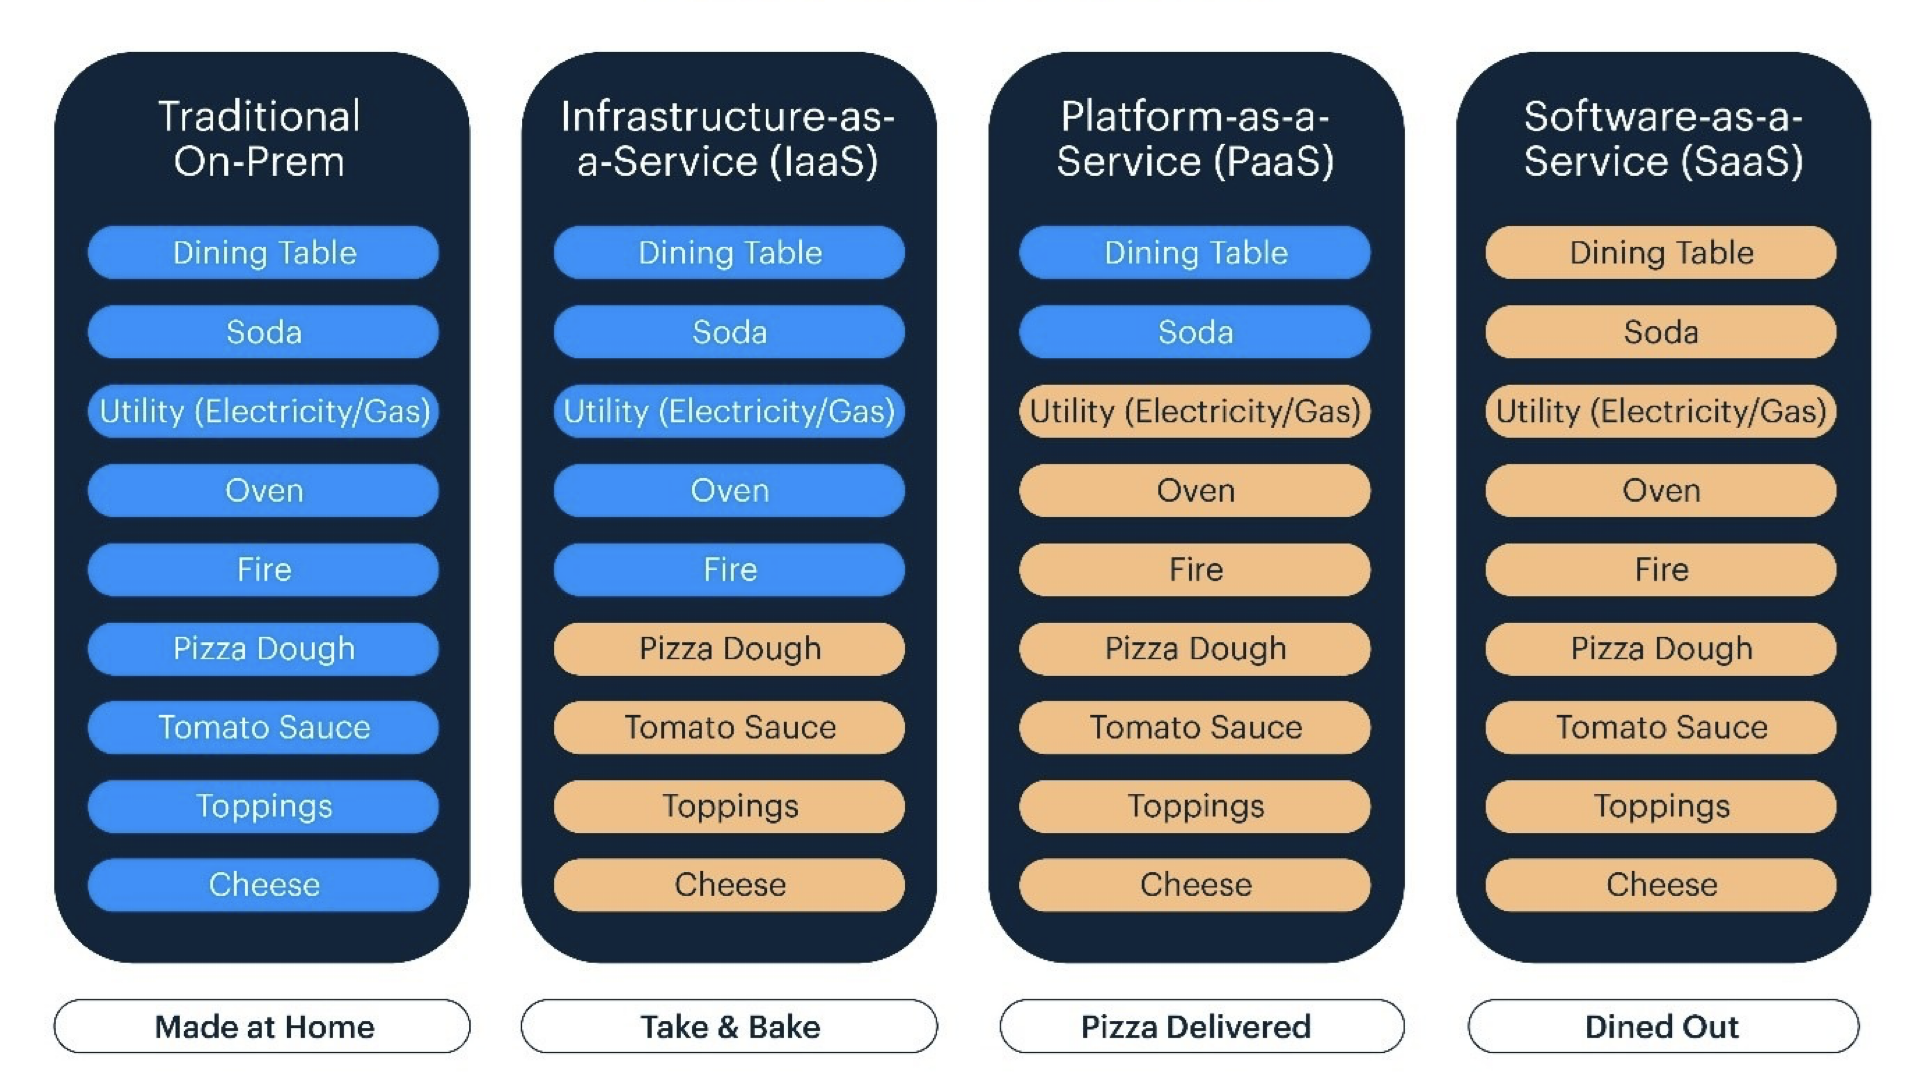 Traditional
On-Prem
Dining Table
Soda
Utility (Electricity/Gas)
Oven
Fire
Pizza Dough
Tomato Sauce
Toppings
Cheese
Made at Home
Infrastructure-as-
a-Service (IaaS)
Dining Table
Soda
Utility (Electricity/Gas)
Oven
Fire
Pizza Dough
Tomato Sauce
Toppings
Cheese
Take & Bake
Platform-as-a-
Service (PaaS)
Dining Table
Soda
Utility (Electricity/Gas)
Oven
Fire
Pizza Dough
Tomato Sauce
Toppings
Cheese
Pizza Delivered
Software-as-a-
Service (SaaS)
Dining Table
Soda
Utility (Electricity/Gas)
Oven
Fire
Pizza Dough
Tomato Sauce
Toppings
Cheese
Dined Out